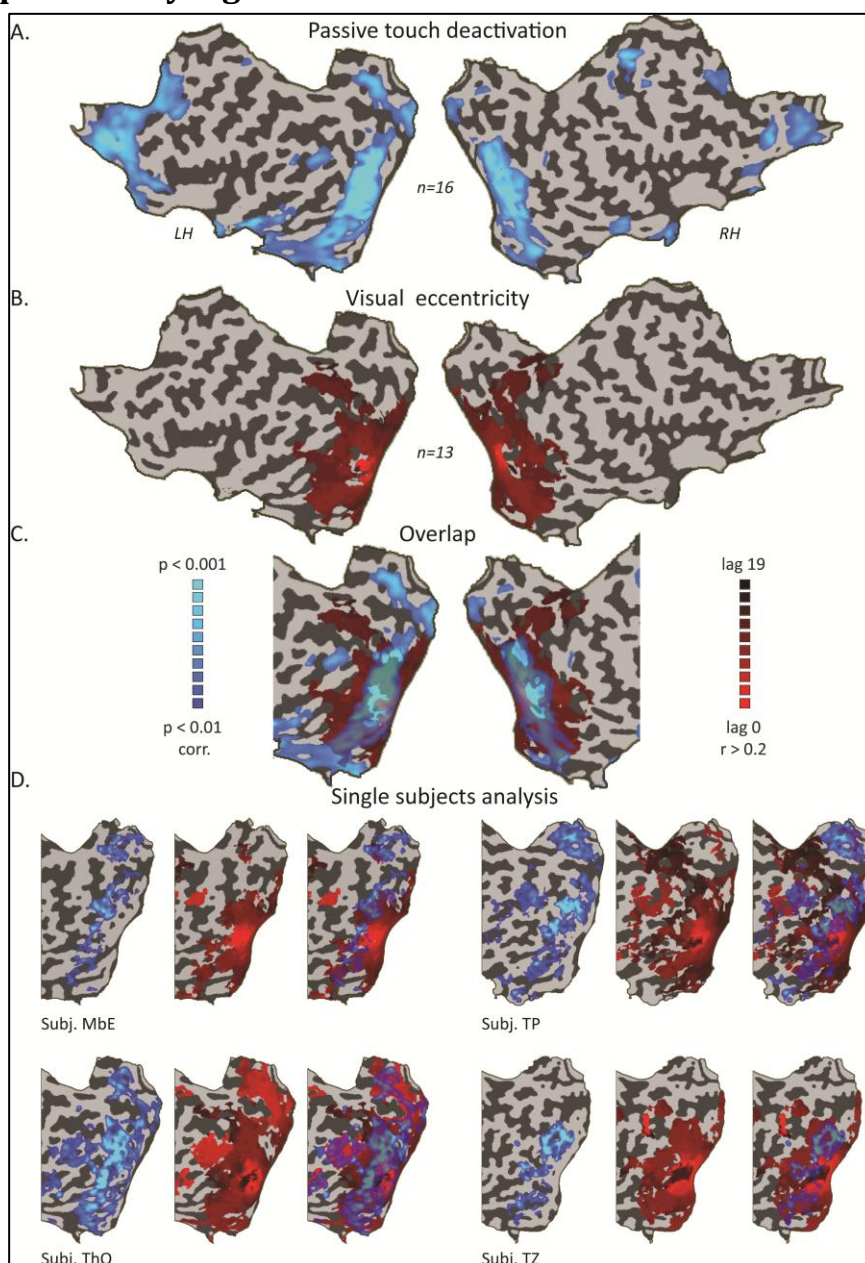 A.
Passive touch deactivation
n=16
LH
RH
B.
Visual eccentricity
n=13
C.
Overlap
p < 0.001
lag 19
p < 0.01
corr.
lag 0
r > 0.2
D.
Single subjects analysis
Subj. MbE
Subj. TP
Subj. ThO
Subj. TZ